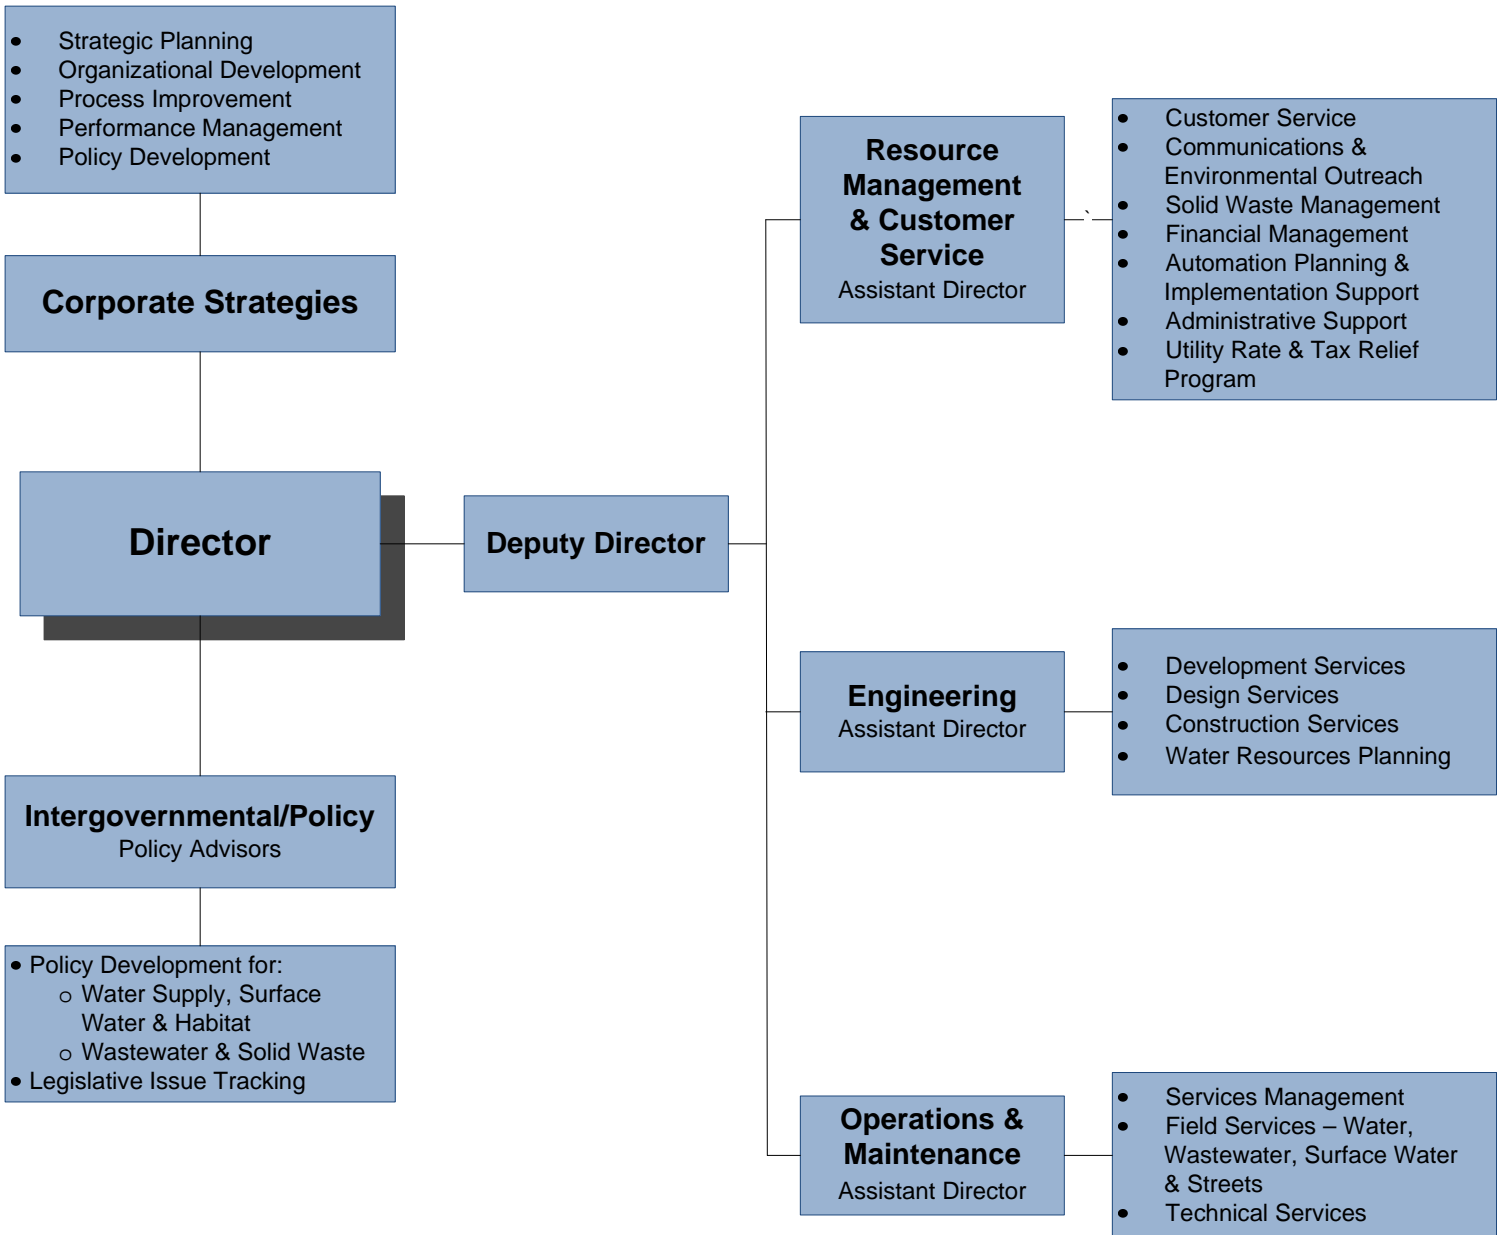 • Strategic Planning
• Organizational Development
• Process Improvement
• Performance Management
• Policy Development
Corporate Strategies
Director
Intergovernmental/Policy
Policy Advisors
• Policy Development for:
o Water Supply, Surface
Water & Habitat
o Wastewater & Solid Waste
• Legislative Issue Tracking
Deputy Director
Resource
Management
& Customer
Service
Assistant Director
`
• Customer Service
• Communications &
Environmental Outreach
• Solid Waste Management
• Financial Management
• Automation Planning &
Implementation Support
• Administrative Support
• Utility Rate & Tax Relief
Program
Engineering
Assistant Director
• Development Services
• Design Services
• Construction Services
• Water Resources Planning
Operations &
Maintenance
Assistant Director
• Services Management
• Field Services – Water,
Wastewater, Surface Water
& Streets
• Technical Services